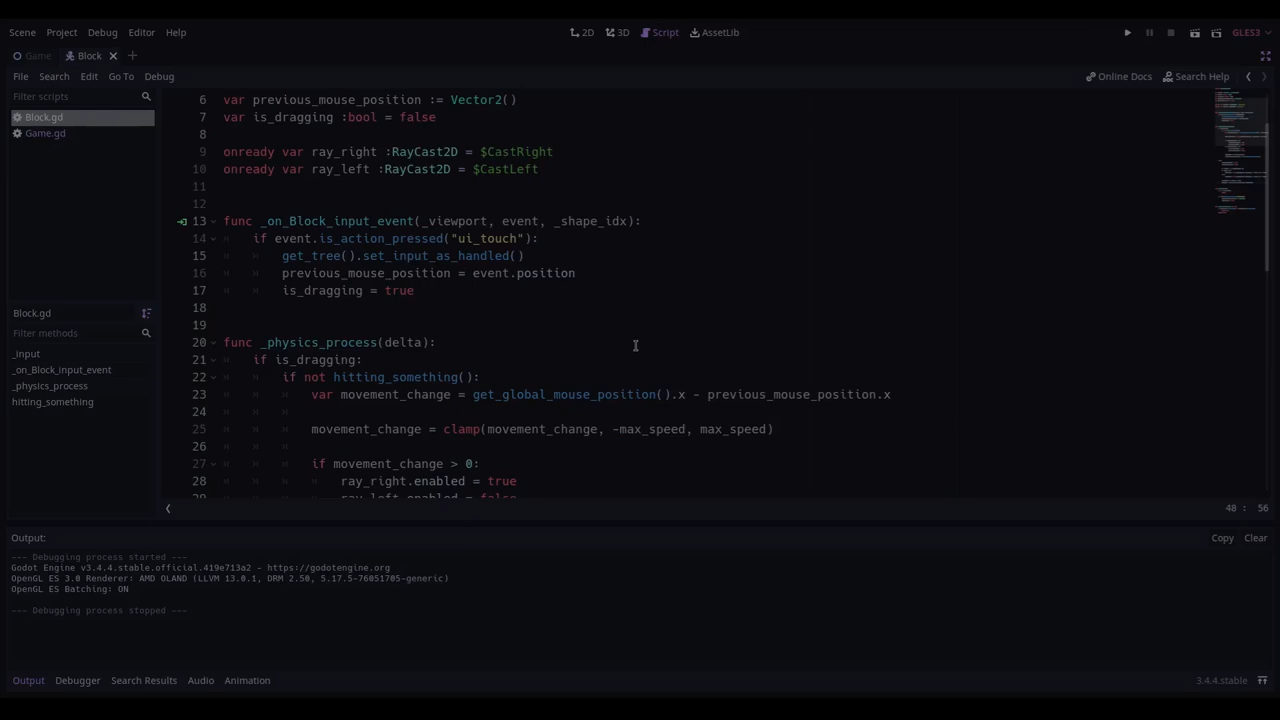 Scene Project Debug Editor Help 2D 3D Script AssetLib GLES3
Game Block
File Search Edit Go To Debug Online Docs Search Help
Filter scripts
Block.gd
Game.gd
Block.gd
Filter methods
_input
_on_Block_input_event
_physics_process
hitting_something
6 var previous_mouse_position := Vector2()
7 var is_dragging :bool = false
8
9 onready var ray_right :RayCast2D = $CastRight
10 onready var ray_left :RayCast2D = $CastLeft
11
12
13 func _on_Block_input_event(_viewport, event, _shape_idx):
14 if event.is_action_pressed("ui_touch"):
15 get_tree().set_input_as_handled()
16 previous_mouse_position = event.position
17 is_dragging = true
18
19
20 func _physics_process(delta):
21 if is_dragging:
22 if not hitting_something():
23 var movement_change = get_global_mouse_position().x - previous_mouse_position.x
24
25 movement_change = clamp(movement_change, -max_speed, max_speed)
26
27 if movement_change > 0:
28 ray_right.enabled = true
29 ray_left.enabled = false
48 : 56
Output: Copy Clear
--- Debugging process started ---
Godot Engine v3.4.4.stable.official.419e713a2 - https://godotengine.org
OpenGL ES 3.0 Renderer: AMD OLAND (LLVM 13.0.1, DRM 2.50, 5.17.5-76051705-generic)
OpenGL ES Batching: ON
--- Debugging process stopped ---
Output Debugger Search Results Audio Animation 3.4.4.stable